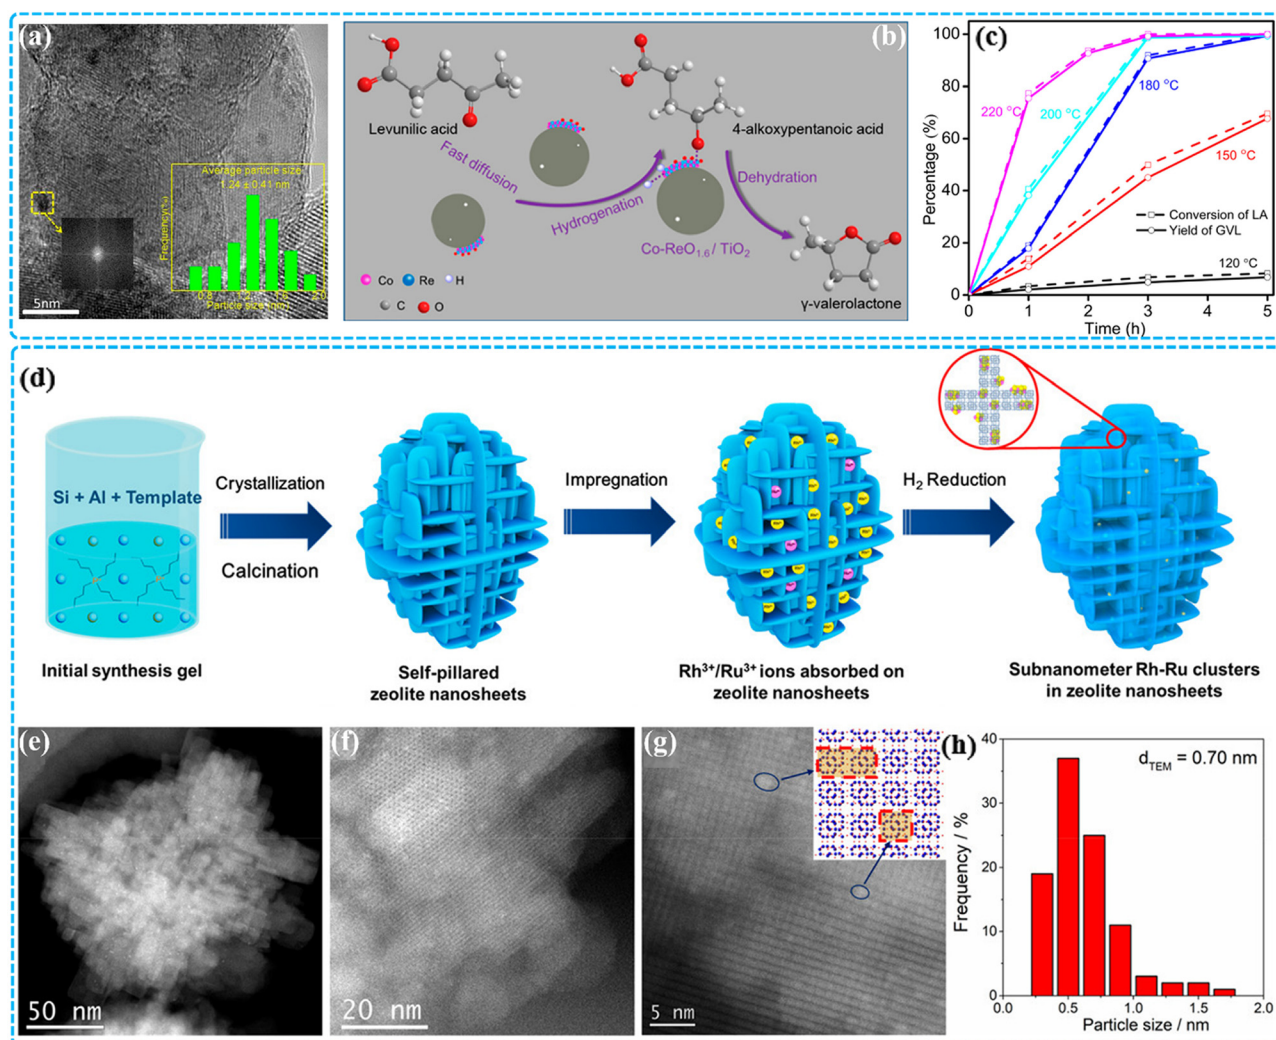 (a)
Average particle size
1.24 ± 0.41 nm
Frequency(%)
5nm
(b)
Levunilic acid
4-alkoxypentanoic acid
Fast diffusion
Hydrogenation
Dehydration
Co-ReO1.6 / TiO2
Co Re H
C O
γ-valerolactone
(c)
Percentage (%)
100
80
60
40
20
0
220 °C
200 °C
180 °C
150 °C
120 °C
Conversion of LA
Yield of GVL
0 1 2 3 4 5
Time (h)
(d)
Si + Al + Template
Initial synthesis gel
Crystallization
Calcination
Self-pillared
zeolite nanosheets
Impregnation
Rh³⁺/Ru³⁺ ions absorbed on
zeolite nanosheets
H2 Reduction
Subnanometer Rh-Ru clusters
in zeolite nanosheets
(e)
50 nm
(f)
20 nm
(g)
5 nm
(h)
dTEM = 0.70 nm
Frequency / %
40
30
20
10
0
0.0 0.5 1.0 1.5 2.0
Particle size / nm